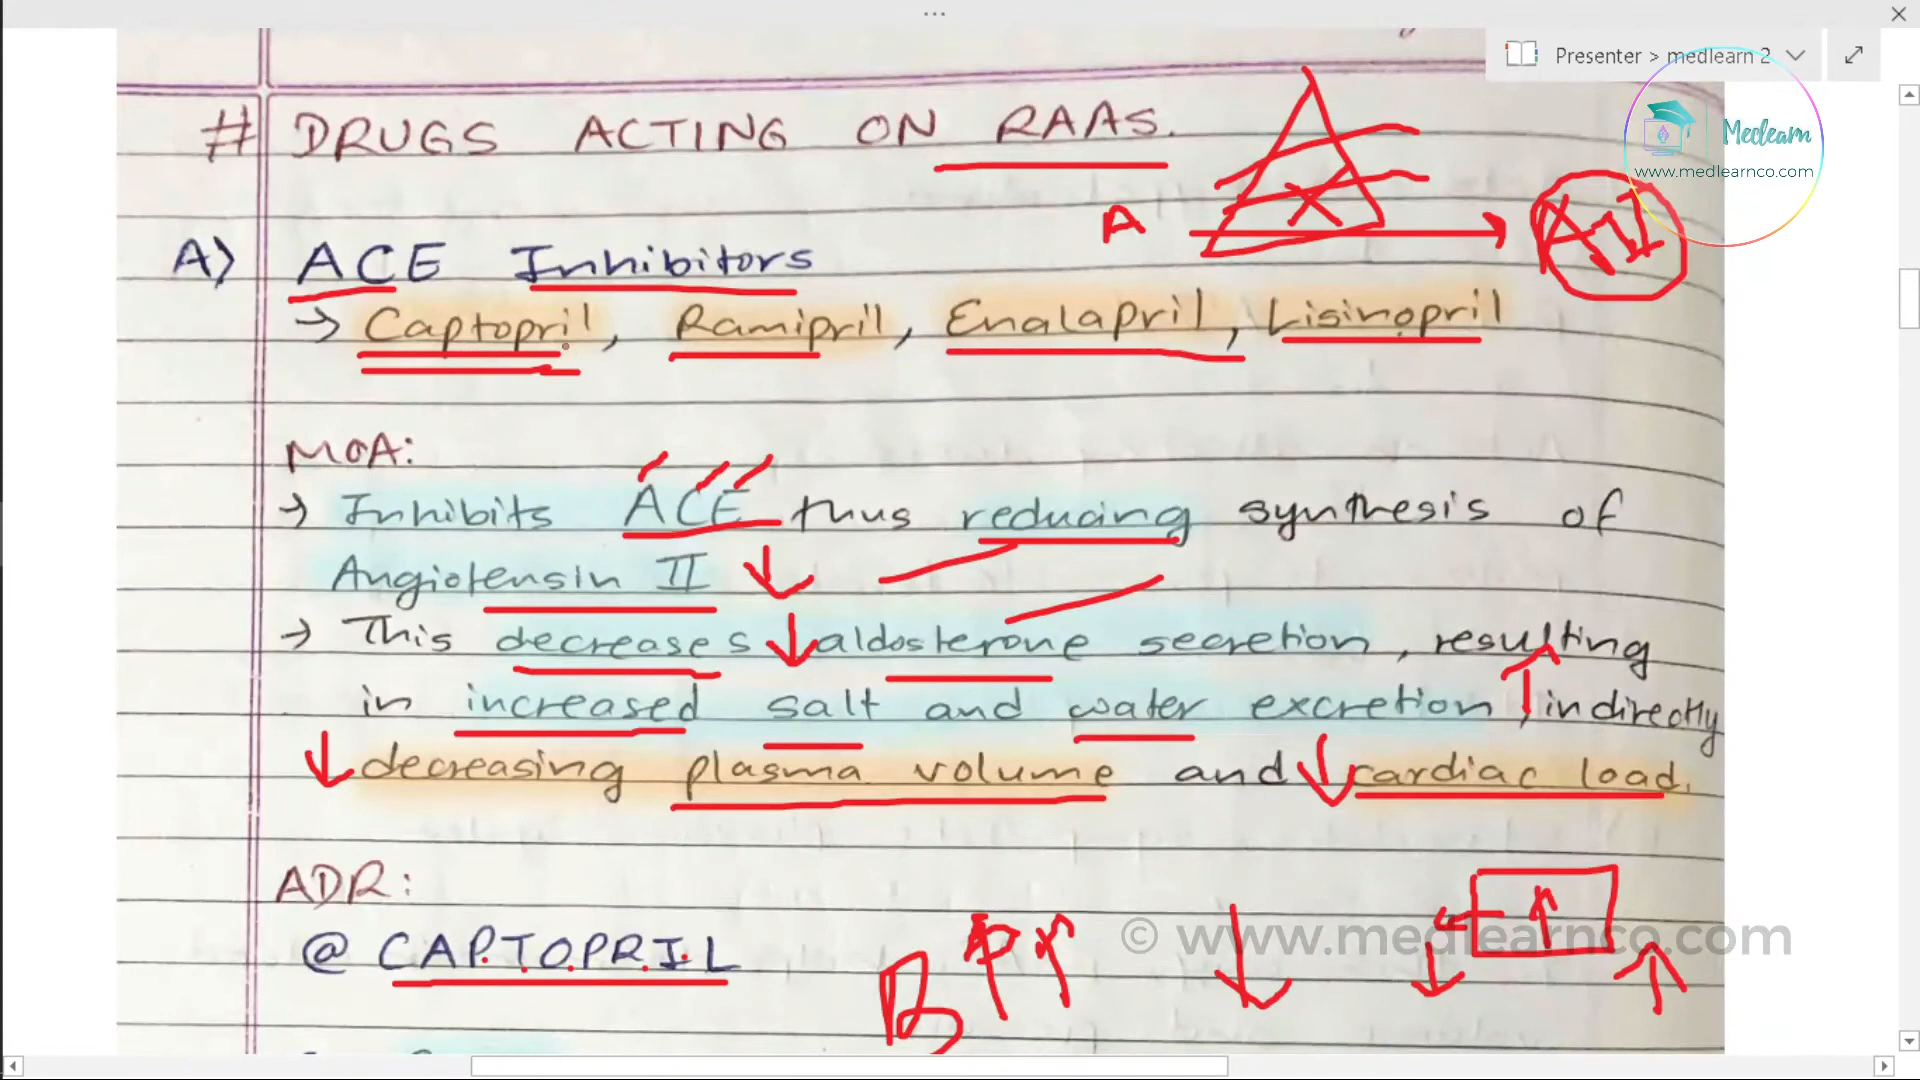 Presenter > medlearn 2
Medlearn
www.medlearnco.com
# DRUGS ACTING ON RAAS.
A
AII
A) ACE Inhibitors
→ Captopril, Ramipril, Enalapril, Lisinopril
MOA:
→ Inhibits ACE thus reducing synthesis of
Angiotensin II ↓
→ This decreases ↓ aldosterone secretion, resulting
in increased salt and water excretion, ↑ indirectly
↓ decreasing plasma volume and ↓ cardiac load.
ADR:
@ CAPTOPRIL
BP ↑ ↓ ↓ ← ↑ ↑
© www.medlearnco.com